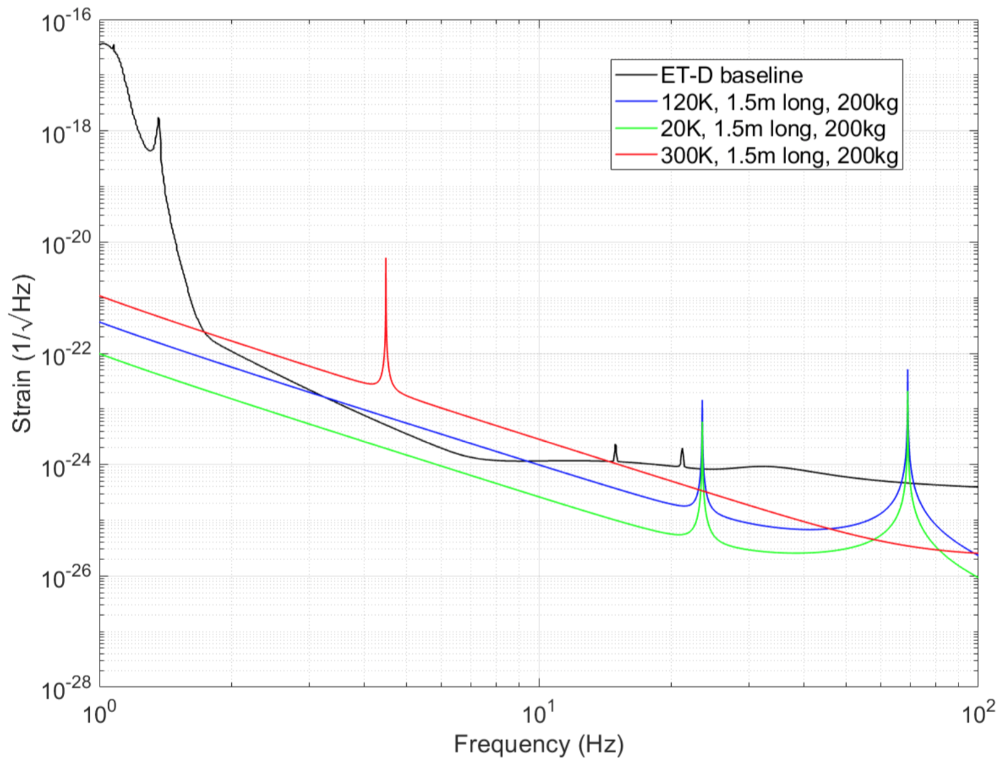 10^-16
10^-18
10^-20
10^-22
10^-24
10^-26
10^-28
Strain (1/√Hz)
ET-D baseline
120K, 1.5m long, 200kg
20K, 1.5m long, 200kg
300K, 1.5m long, 200kg
10^0
10^1
10^2
Frequency (Hz)